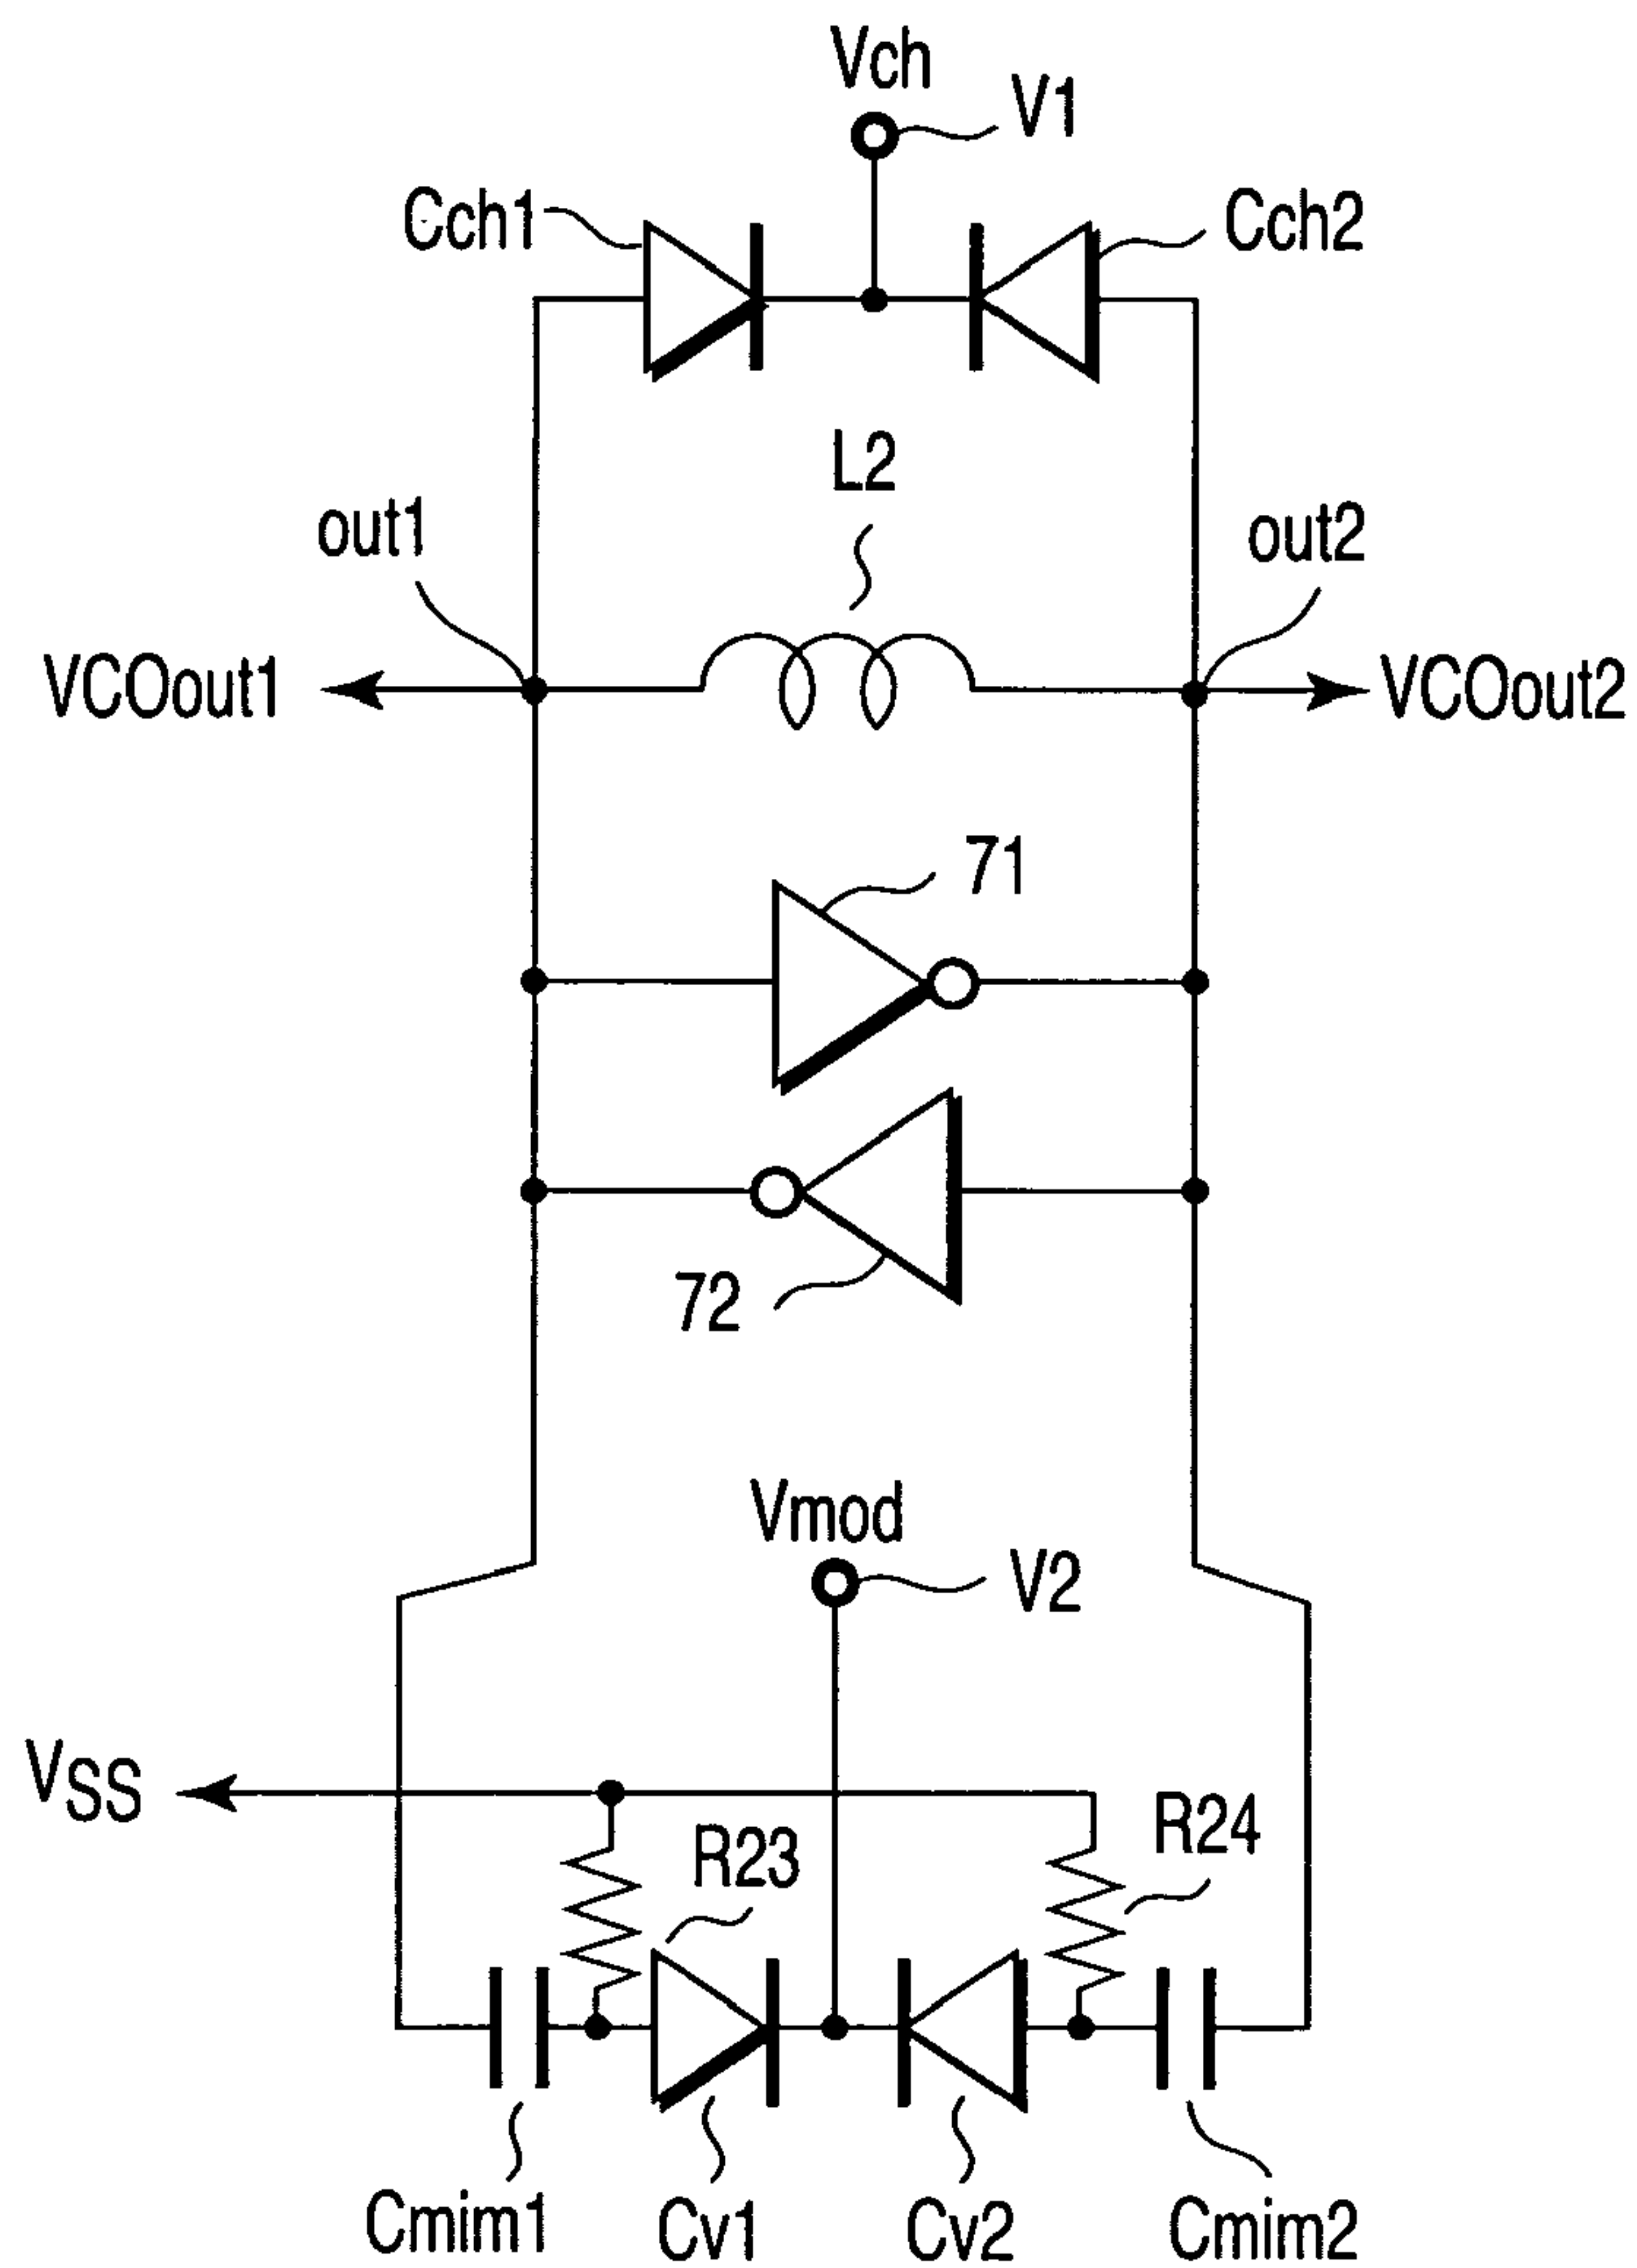 Vch
V1
Cch1
Cch2
L2
out1
out2
VCOout1
VCOout2
71
72
Vmod
V2
VSS
R23
R24
Cmim1
Cv1
Cv2
Cmim2